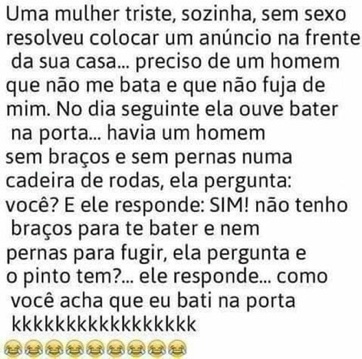 Uma mulher triste, sozinha, sem sexo
resolveu colocar um anúncio na frente
da sua casa... preciso de um homem
que não me bata e que não fuja de
mim. No dia seguinte ela ouve bater
na porta... havia um homem
sem braços e sem pernas numa
cadeira de rodas, ela pergunta:
você? E ele responde: SIM! não tenho
braços para te bater e nem
pernas para fugir, ela pergunta e
o pinto tem?... ele responde... como
você acha que eu bati na porta
kkkkkkkkkkkkkkkkk
😂😂😂😂😂😂😂😂😂